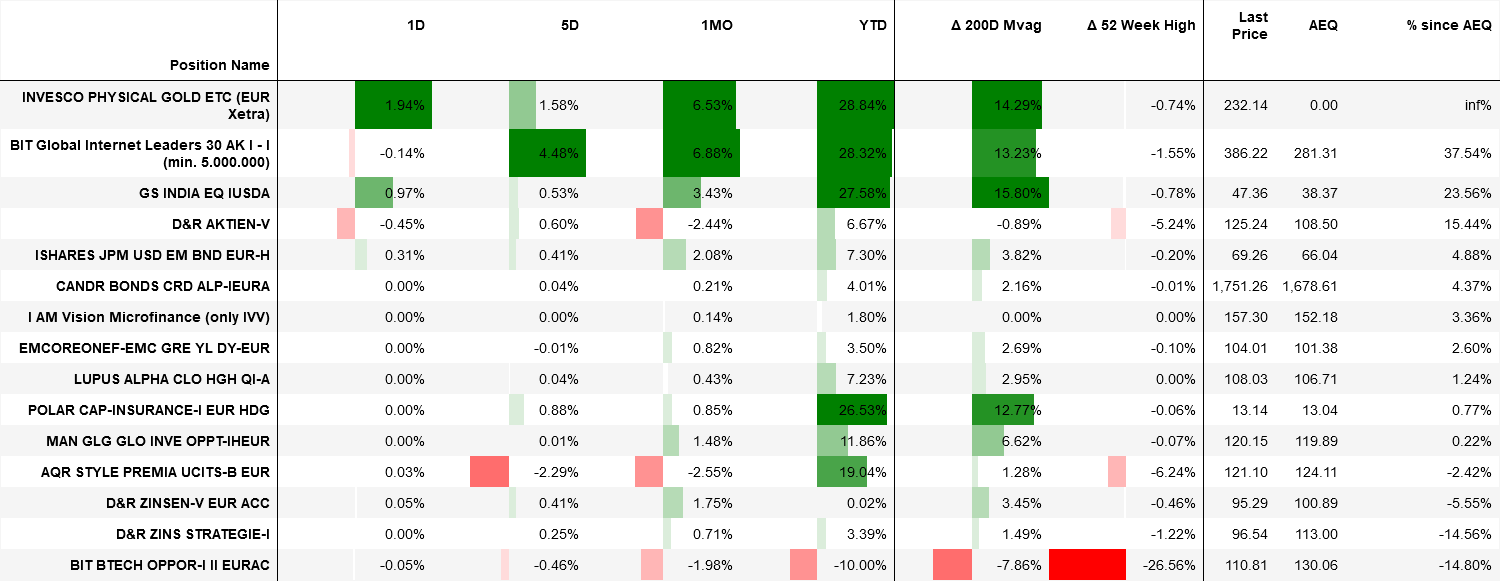 Position Name 1D 5D 1MO YTD Δ 200D Mvag Δ 52 Week High Last Price AEQ % since AEQ
INVESCO PHYSICAL GOLD ETC (EUR Xetra) 1.94% 1.58% 6.53% 28.84% 14.29% -0.74% 232.14 0.00 inf%
BIT Global Internet Leaders 30 AK I - I (min. 5.000.000) -0.14% 4.48% 6.88% 28.32% 13.23% -1.55% 386.22 281.31 37.54%
GS INDIA EQ IUSDA 0.97% 0.53% 3.43% 27.58% 15.80% -0.78% 47.36 38.37 23.56%
D&R AKTIEN-V -0.45% 0.60% -2.44% 6.67% -0.89% -5.24% 125.24 108.50 15.44%
ISHARES JPM USD EM BND EUR-H 0.31% 0.41% 2.08% 7.30% 3.82% -0.20% 69.26 66.04 4.88%
CANDR BONDS CRD ALP-IEURA 0.00% 0.04% 0.21% 4.01% 2.16% -0.01% 1,751.26 1,678.61 4.37%
I AM Vision Microfinance (only IVV) 0.00% 0.00% 0.14% 1.80% 0.00% 0.00% 157.30 152.18 3.36%
EMCOREONEF-EMC GRE YL DY-EUR 0.00% -0.01% 0.82% 3.50% 2.69% -0.10% 104.01 101.38 2.60%
LUPUS ALPHA CLO HGH QI-A 0.00% 0.04% 0.43% 7.23% 2.95% 0.00% 108.03 106.71 1.24%
POLAR CAP-INSURANCE-I EUR HDG 0.00% 0.88% 0.85% 26.53% 12.77% -0.06% 13.14 13.04 0.77%
MAN GLG GLO INVE OPPT-IHEUR 0.00% 0.01% 1.48% 11.86% 6.62% -0.07% 120.15 119.89 0.22%
AQR STYLE PREMIA UCITS-B EUR 0.03% -2.29% -2.55% 19.04% 1.28% -6.24% 121.10 124.11 -2.42%
D&R ZINSEN-V EUR ACC 0.05% 0.41% 1.75% 0.02% 3.45% -0.46% 95.29 100.89 -5.55%
D&R ZINS STRATEGIE-I 0.00% 0.25% 0.71% 3.39% 1.49% -1.22% 96.54 113.00 -14.56%
BIT BTECH OPPOR-I II EURAC -0.05% -0.46% -1.98% -10.00% -7.86% -26.56% 110.81 130.06 -14.80%